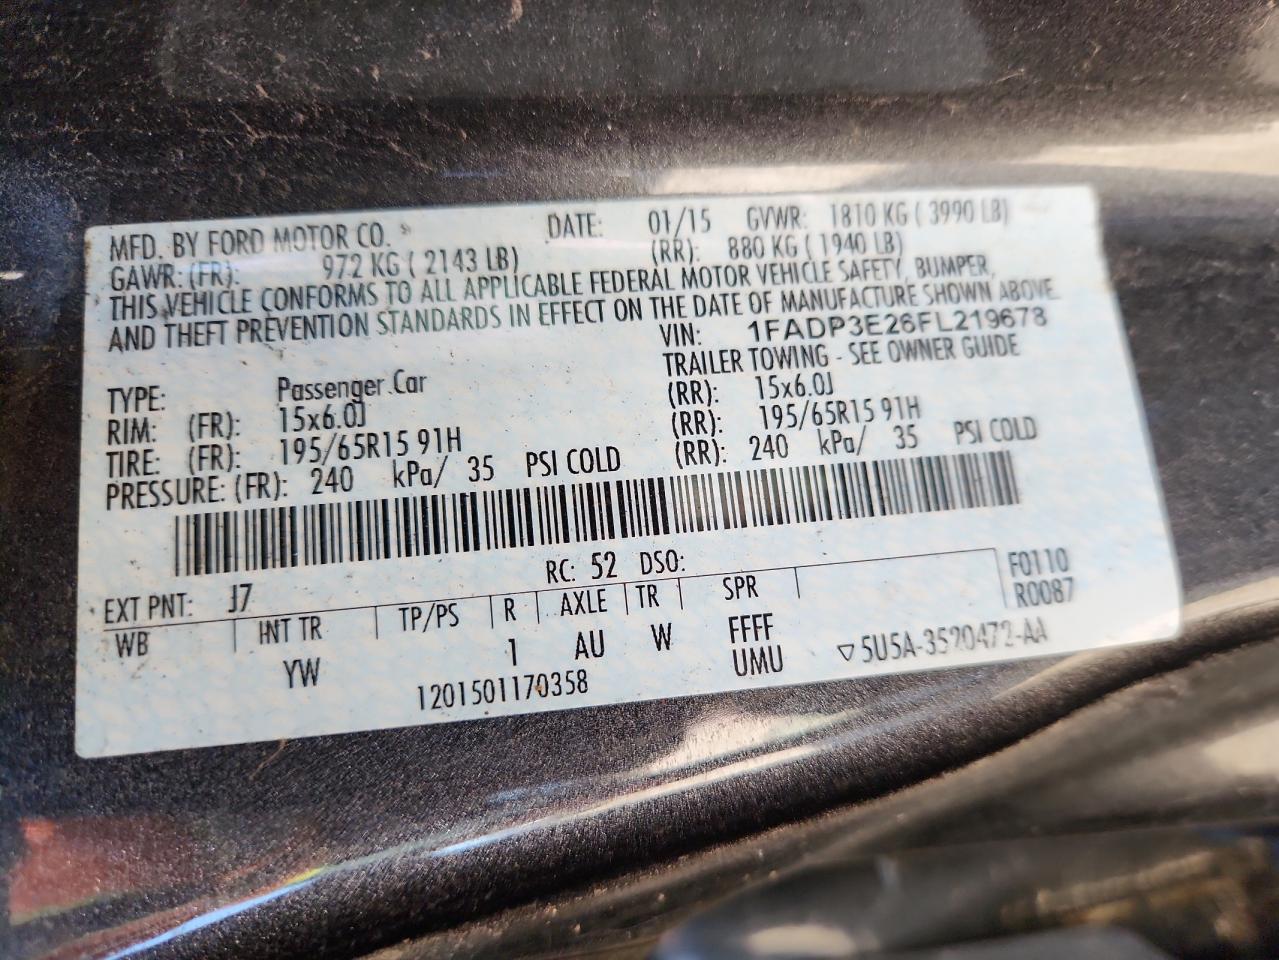 MFD. BY FORD MOTOR CO. DATE: 01/15 GVWR: 1810 KG ( 3990 LB)
GAWR: (FR): 972 KG ( 2143 LB) (RR): 880 KG ( 1940 LB)
THIS VEHICLE CONFORMS TO ALL APPLICABLE FEDERAL MOTOR VEHICLE SAFETY, BUMPER,
AND THEFT PREVENTION STANDARDS IN EFFECT ON THE DATE OF MANUFACTURE SHOWN ABOVE
VIN: 1FADP3E26FL219678
TYPE: Passenger Car TRAILER TOWING - SEE OWNER GUIDE
RIM: (FR): 15x6.0J (RR): 15x6.0J
TIRE: (FR): 195/65R15 91H (RR): 195/65R15 91H
PRESSURE: (FR): 240 kPa/ 35 PSI COLD (RR): 240 kPa/ 35 PSI COLD
RC: 52 DSO:
EXT PNT: J7 F0110
WB INT TR TP/PS R AXLE TR SPR R0087
YW 1 AU W FFFF
1201501170358 UMU ▽5U5A-3520472-AA